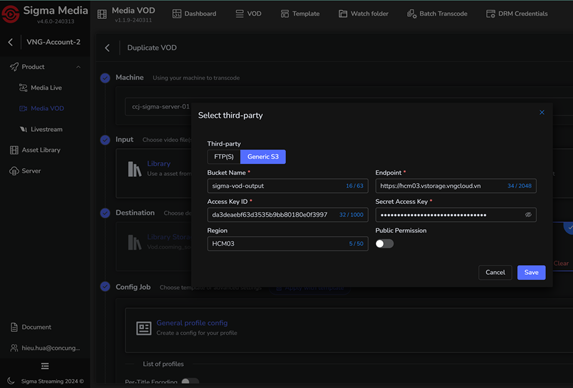 Sigma Media
v4.6.0-240313
Media VOD
v1.1.9-240311
Dashboard
VOD
Template
Watch folder
Batch Transcode
DRM Credentials
VNG-Account-2
Duplicate VOD
Product
Media Live
Media VOD
Livestream
Asset Library
Server
Machine
Using your machine to transcode
ccj-sigma-server-01
Input
Choose video file(s)
Library
Use a asset from
Destination
Select third-party
Third-party
FTP(S)
Generic S3
Bucket Name *
sigma-vod-output
16 / 63
Endpoint *
https://hcm03.vstorage.vngcloud.vn
34 / 2048
Access Key ID *
da3deaebf63d3535b9bb80180e0f3997
32 / 1000
Secret Access Key *
••••••••••••••••••••••••••••••••
Region
HCM03
5 / 50
Public Permission
Cancel
Save
Clear
Config Job
General profile config
Create a config for your profile
List of profiles
Per-Title Encoding
Document
hieu.hua@concung...
Sigma Streaming 2024 ©